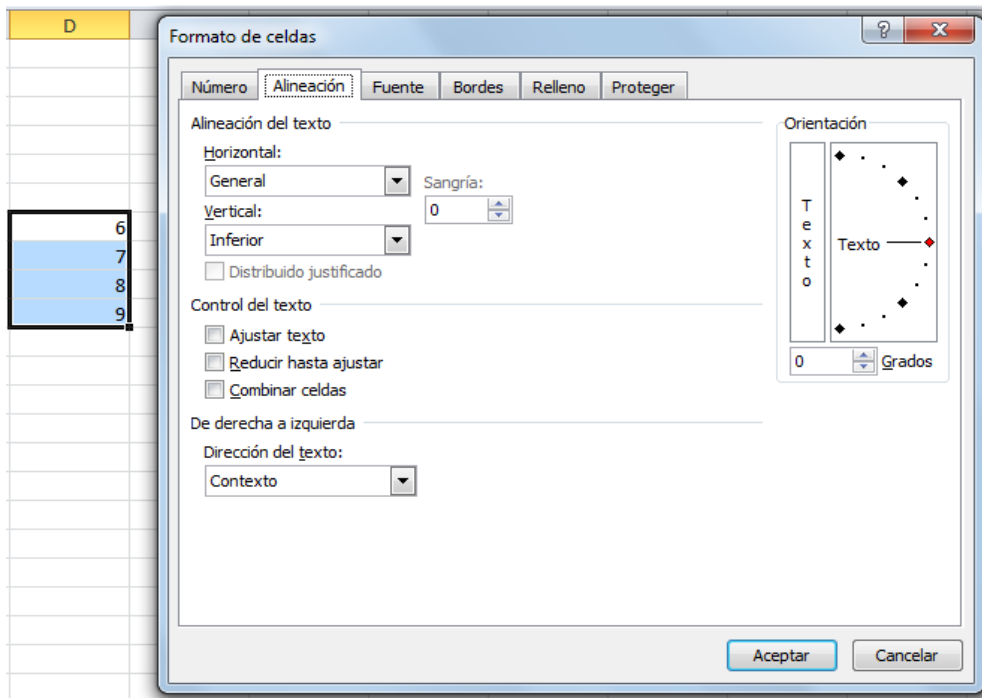 D
6
7
8
9
Formato de celdas
Número Alineación Fuente Bordes Relleno Proteger
Alineación del texto
Horizontal:
General
Sangría:
0
Vertical:
Inferior
Distribuido justificado
Control del texto
Ajustar texto
Reducir hasta ajustar
Combinar celdas
De derecha a izquierda
Dirección del texto:
Contexto
Orientación
T
e
x
t
o
Texto
0 Grados
Aceptar Cancelar